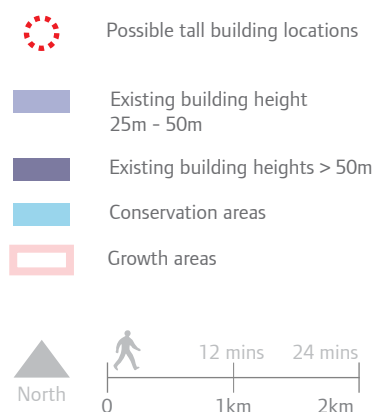 Possible tall building locations
Existing building height
25m - 50m
Existing building heights > 50m
Conservation areas
Growth areas
12 mins 24 mins
North
0 1km 2km